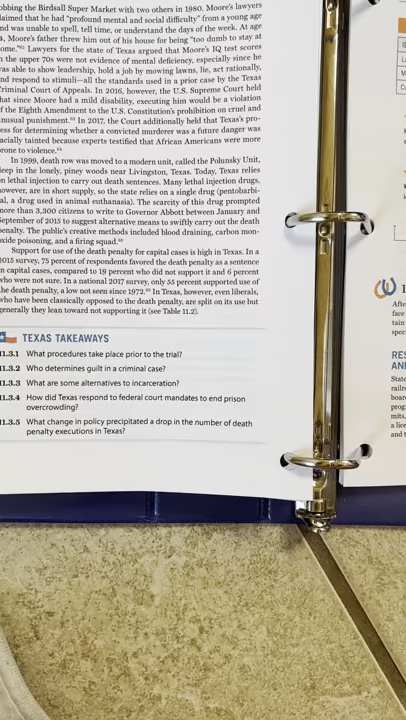 obbing the Birdsall Super Market with two others in 1980. Moore's lawyers
laimed that he had "profound mental and social difficulty" from a young age
nd was unable to spell, tell time, or understand the days of the week. At age
4, Moore's father threw him out of his house for being "too dumb to stay at
ome." Lawyers for the state of Texas argued that Moore's IQ test scores
n the upper 70s were not evidence of mental deficiency, especially since he
was able to show leadership, hold a job by mowing lawns, lie, act rationally,
nd respond to stimuli—all the standards used in a prior case by the Texas
Criminal Court of Appeals. In 2016, however, the U.S. Supreme Court held
hat since Moore had a mild disability, executing him would be a violation
of the Eighth Amendment to the U.S. Constitution's prohibition on cruel and
nusual punishment. In 2017, the Court additionally held that Texas's pro-
ess for determining whether a convicted murderer was a future danger was
acially tainted because experts testified that African Americans were more
rone to violence.
In 1999, death row was moved to a modern unit, called the Polunsky Unit,
eep in the lonely, piney woods near Livingston, Texas. Today, Texas relies
on lethal injection to carry out death sentences. Many lethal injection drugs,
owever, are in short supply, so the state relies on a single drug (pentobarbi-
al, a drug used in animal euthanasia). The scarcity of this drug prompted
more than 3,300 citizens to write to Governor Abbott between January and
September of 2015 to suggest alternative means to swiftly carry out the death
penalty. The public's creative methods included blood draining, carbon mon-
oxide poisoning, and a firing squad.
Support for use of the death penalty for capital cases is high in Texas. In a
2015 survey, 75 percent of respondents favored the death penalty as a sentence
n capital cases, compared to 19 percent who did not support it and 6 percent
who were not sure. In a national 2017 survey, only 55 percent supported use of
the death penalty, a low not seen since 1972. In Texas, however, even liberals,
who have been classically opposed to the death penalty, are split on its use but
generally they lean toward not supporting it (see Table 11.2).
TEXAS TAKEAWAYS
11.3.1 What procedures take place prior to the trial?
11.3.2 Who determines guilt in a criminal case?
11.3.3 What are some alternatives to incarceration?
11.3.4 How did Texas respond to federal court mandates to end prison
overcrowding?
11.3.5 What change in policy precipitated a drop in the number of death
penalty executions in Texas?
Afte
face
tain
spec
RES
AN
State
railro
boar
prog
mits,
a lice
and t